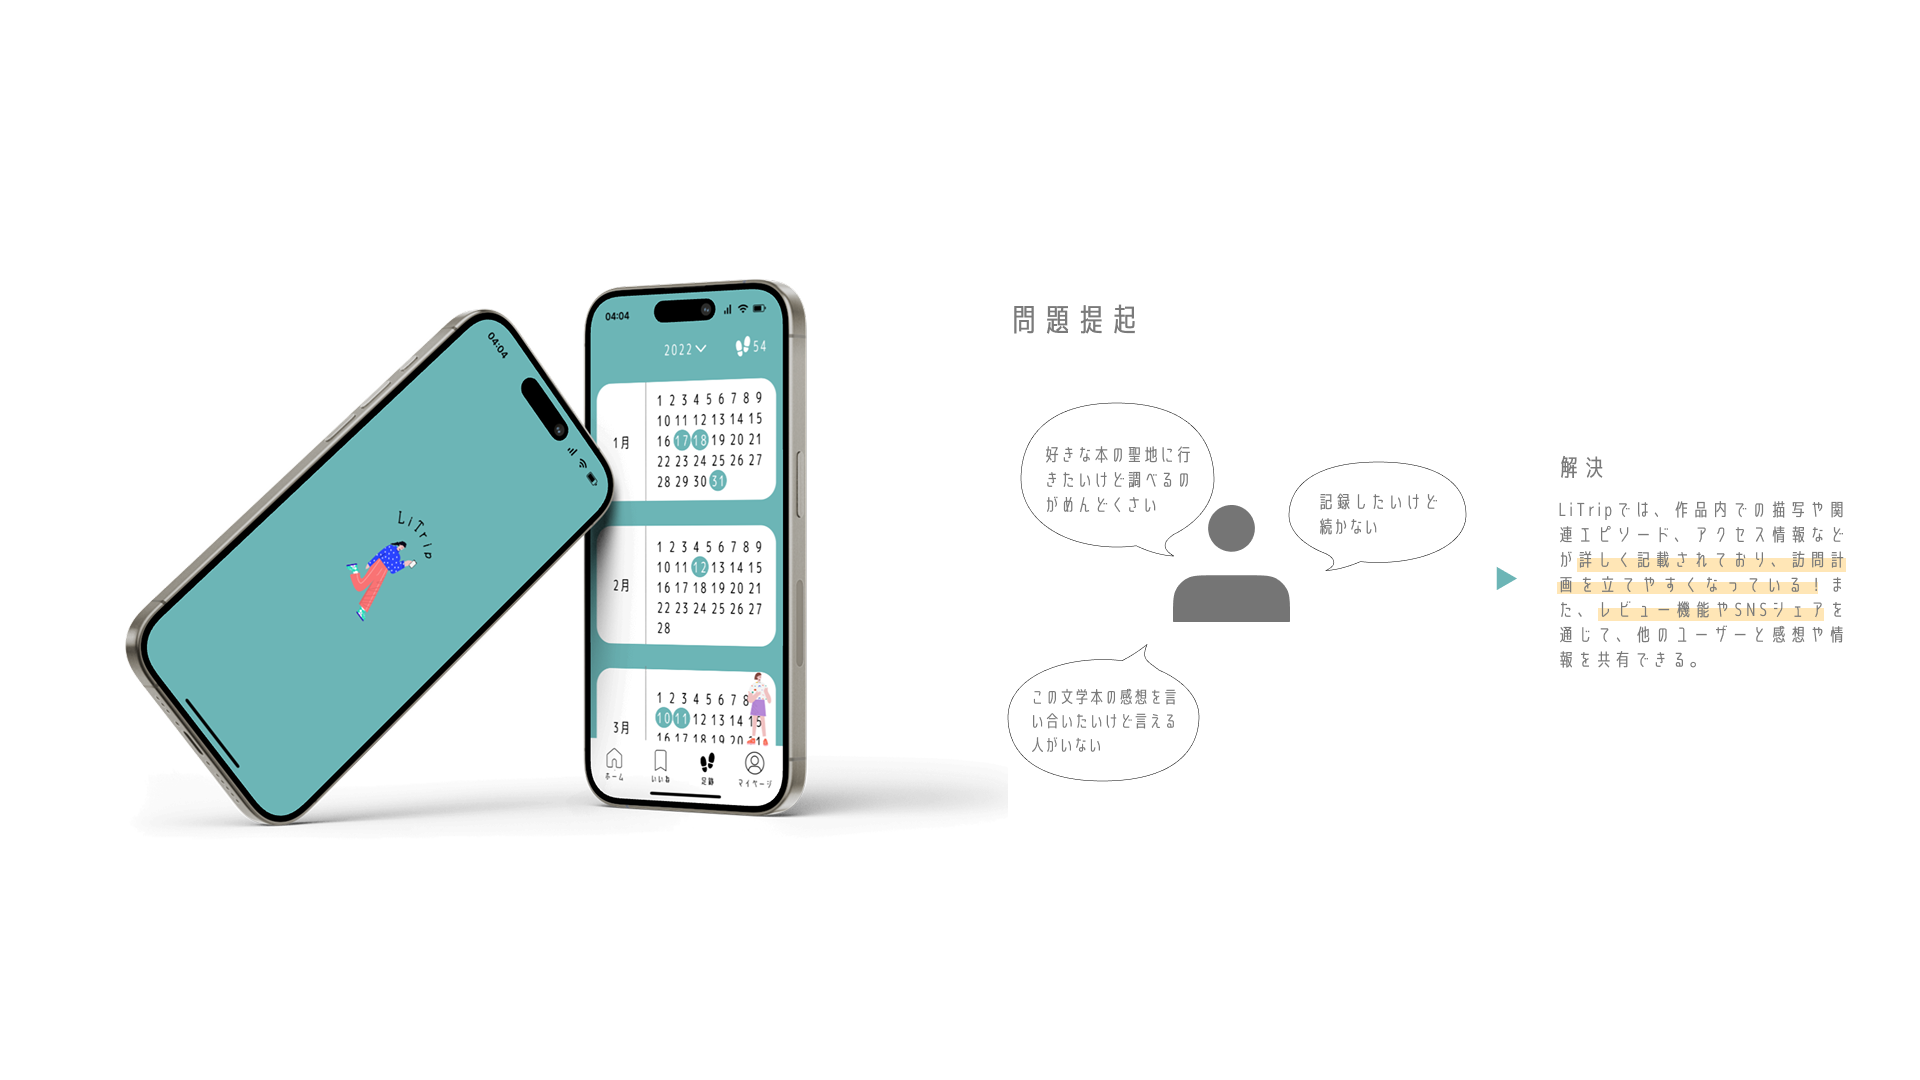 04:04
LiTrip
04:04
2022
54
1月
1 2 3 4 5 6 7 8 9
10 11 12 13 14 15
16 17 18 19 20 21
22 23 24 25 26 27
28 29 30 31
2月
1 2 3 4 5 6 7 8 9
10 11 12 13 14 15
16 17 18 19 20 21
22 23 24 25 26 27
28
3月
1 2 3 4 5 6 7 8
10 11 12 13 14 15
16 17 18 19 20 21
ホーム
いいね
足跡
マイページ
問題提起
好きな本の聖地に行
きたいけど調べるの
がめんどくさい
記録したいけど
続かない
この文学本の感想を言
い合いたいけど言える
人がいない
解決
LiTripでは、作品内での描写や関
連エピソード、アクセス情報など
が詳しく記載されており、訪問計
画を立てやすくなっている！ま
た、レビュー機能やSNSシェアを
通じて、他のユーザーと感想や情
報を共有できる。